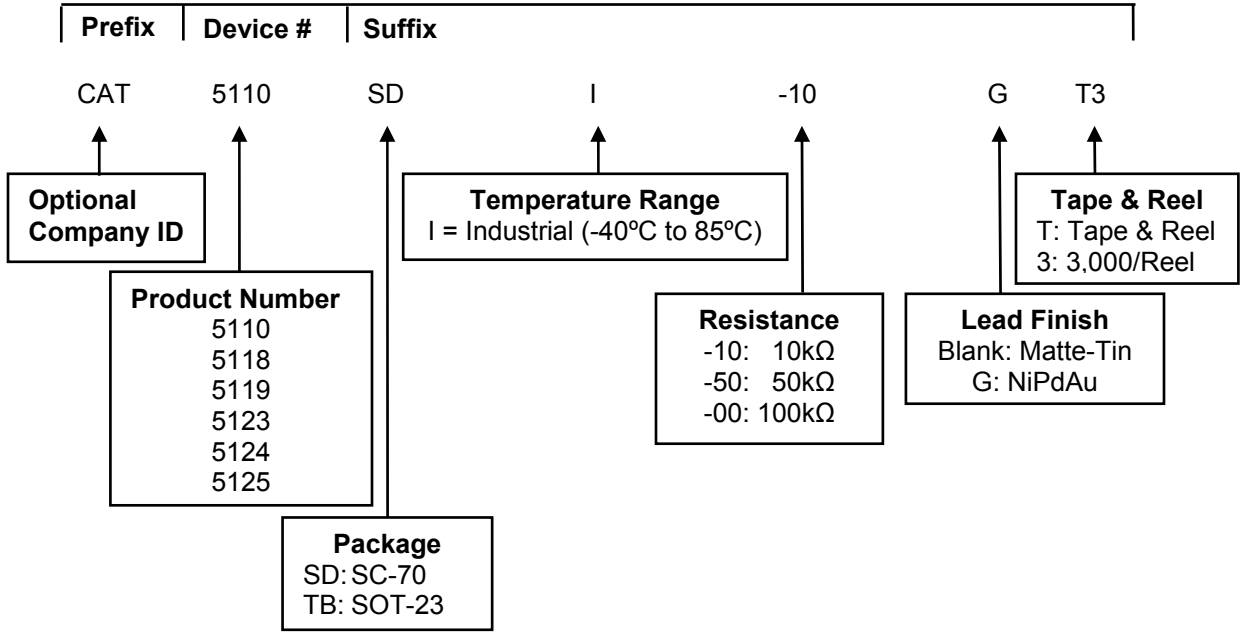 Prefix Device # Suffix
CAT 5110 SD I -10 G T3
Optional
Company ID
Product Number
5110
5118
5119
5123
5124
5125
Package
SD: SC-70
TB: SOT-23
Temperature Range
I = Industrial (-40ºC to 85ºC)
Resistance
-10: 10kΩ
-50: 50kΩ
-00: 100kΩ
Lead Finish
Blank: Matte-Tin
G: NiPdAu
Tape & Reel
T: Tape & Reel
3: 3,000/Reel